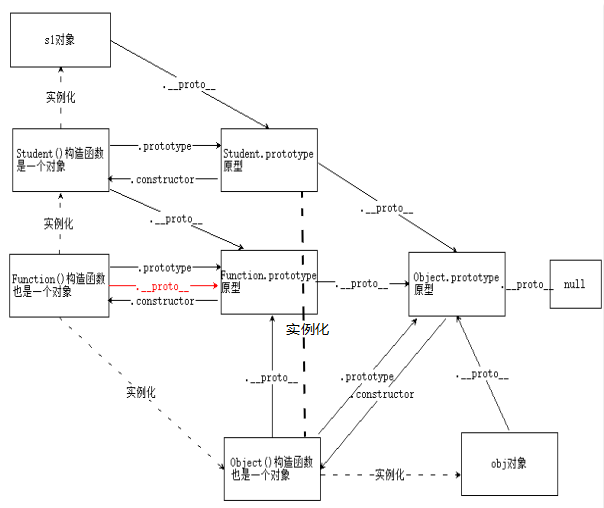 s1对象
.__proto__
实例化
Student()构造函数
是一个对象
.prototype
.constructor
Student.prototype
原型
.__proto__
实例化
.__proto__
Function()构造函数
也是一个对象
.prototype
.__proto__
.constructor
Function.prototype
原型
.__proto__
Object.prototype
原型
.__proto__
null
实例化
实例化
.__proto__
.prototype
.constructor
.__proto__
Object()构造函数
也是一个对象
实例化
obj对象